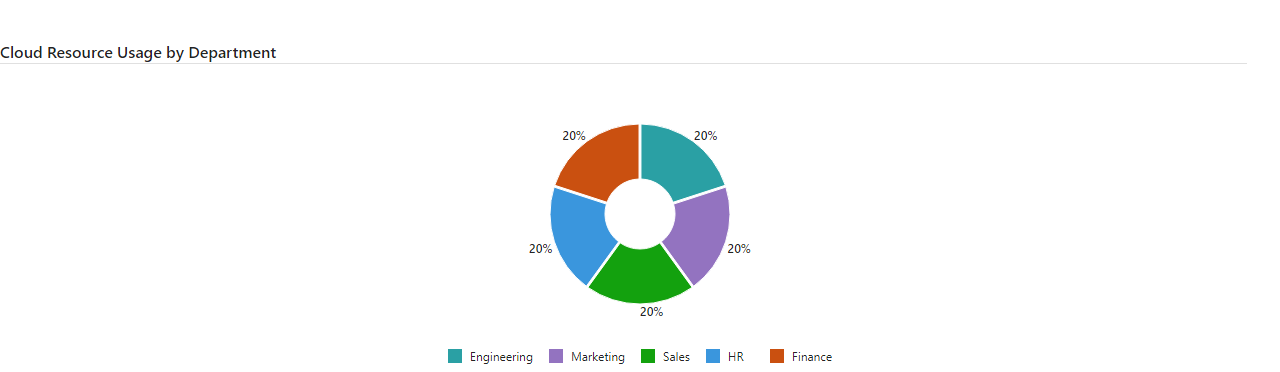 Cloud Resource Usage by Department
20% 20%
20% 20%
20%
Engineering Marketing Sales HR Finance